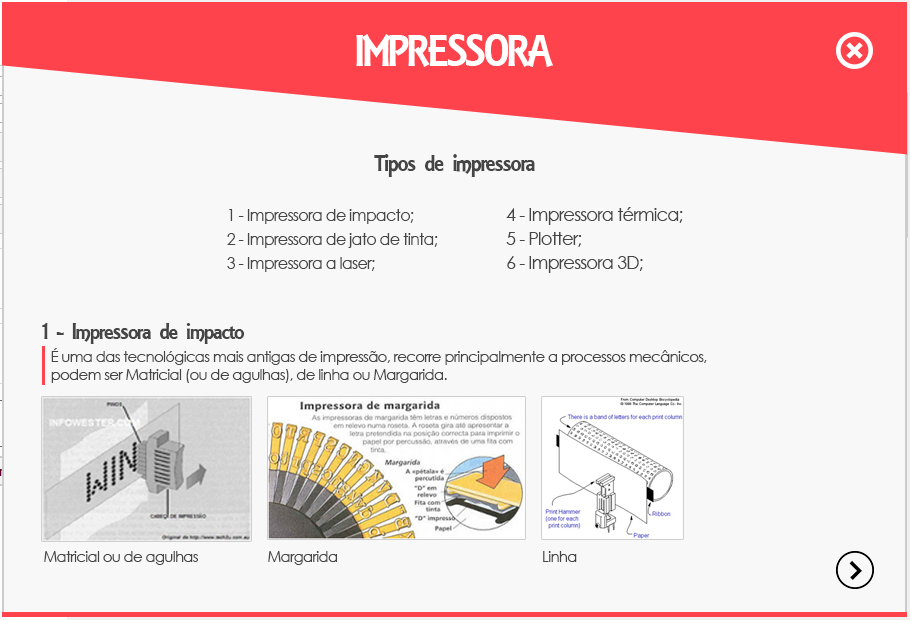 IMPRESSORA
Tipos de impressora
1 - Impressora de impacto;
2 - Impressora de jato de tinta;
3 - Impressora a laser;
4 - Impressora térmica;
5 - Plotter;
6 - Impressora 3D;
1 - Impressora de impacto
É uma das tecnológicas mais antigas de impressão, recorre principalmente a processos mecânicos,
podem ser Matricial (ou de agulhas), de linha ou Margarida.
PINOS
INFOWESTER.COM
WIN
CABEÇA DE IMPRESSÃO
Original de http://www.tech2u.com.au
Matricial ou de agulhas
Impressora de margarida
As impressoras de margarida têm letras e números dispostos
em relevo numa roseta. A roseta gira até apresentar a
letra pretendida na posição correcta para imprimir o
papel por percussão, através de uma fita com
tinta.
Margarida
A «pétala» é
percutida
"D" em
relevo
Fita com
tinta
"D" impresso
Papel
Margarida
From Computer Desktop Encyclopedia
© 1998 The Computer Language Co. Inc.
There is a band of letters for each print column
Print Hammer
(one for each
print column)
Ribbon
Paper
Linha